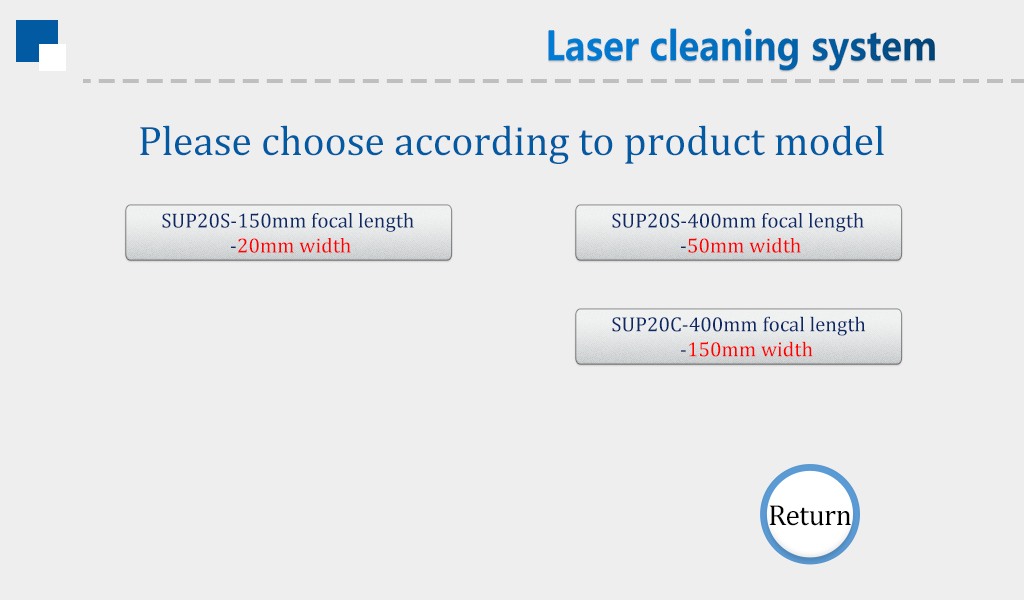 Laser cleaning system
Please choose according to product model
SUP20S-150mm focal length
-20mm width
SUP20S-400mm focal length
-50mm width
SUP20C-400mm focal length
-150mm width
Return